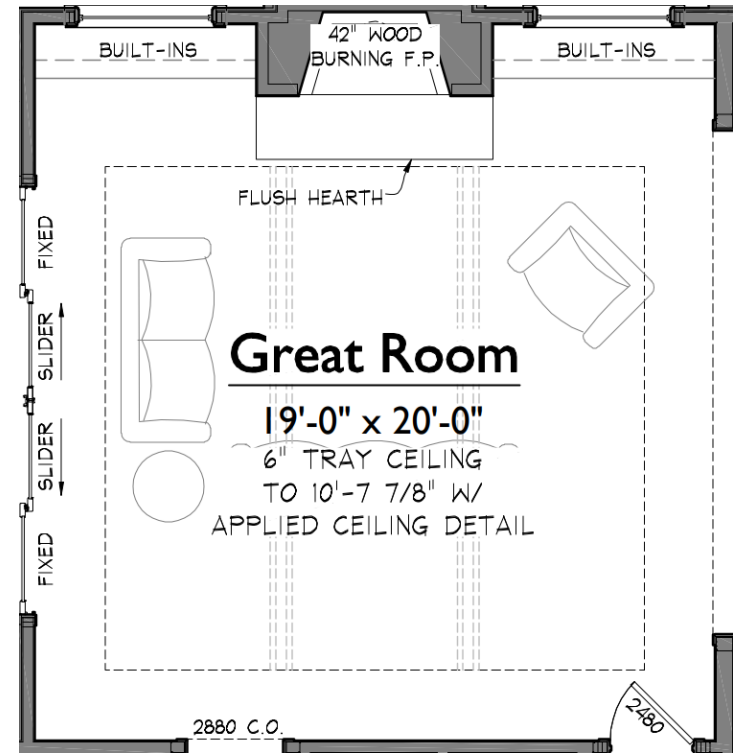 42" WOOD
BURNING F.P.
BUILT-INS
BUILT-INS
FLUSH HEARTH
FIXED
SLIDER
SLIDER
FIXED
Great Room
19'-0" x 20'-0"
6" TRAY CEILING
TO 10'-7 7/8" W/
APPLIED CEILING DETAIL
2880 C.O.
2480